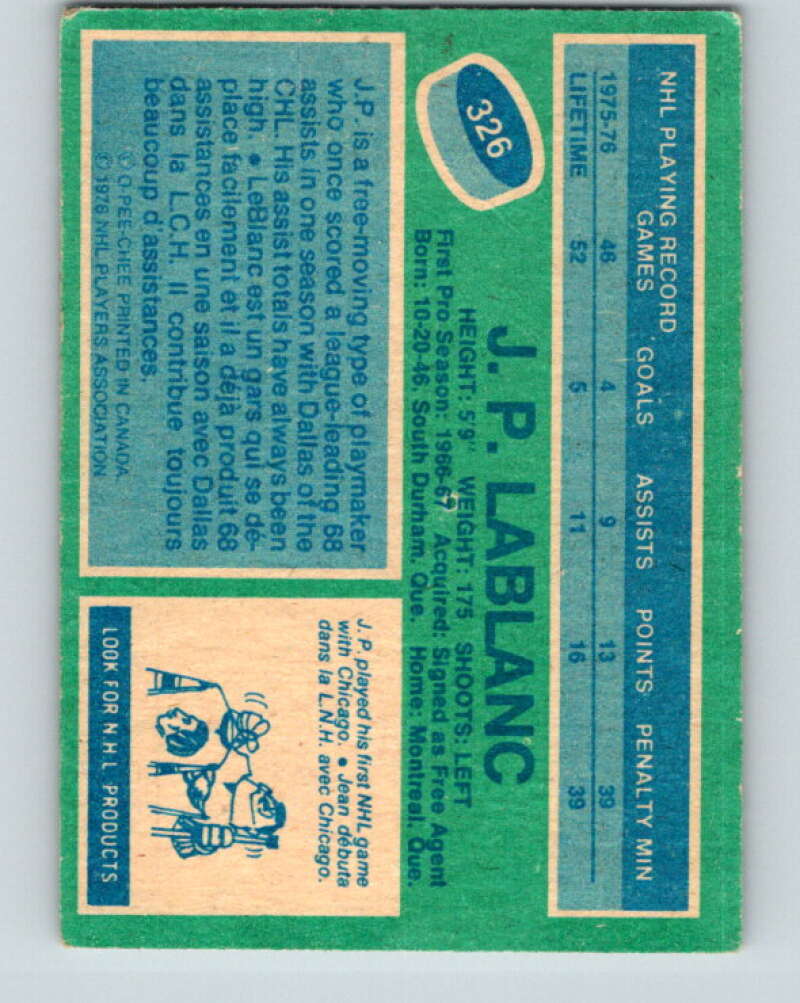 NHL PLAYING RECORD
GAMES GOALS ASSISTS POINTS PENALTY MIN
1975-76 46 4 9 13 39
LIFETIME 52 5 11 16 39
326
J. P. LABLANC
HEIGHT: 5'9" WEIGHT: 175 SHOOTS: LEFT
First Pro Season: 1966-67 Acquired: Signed as Free Agent
Born: 10-20-46, South Durham, Que. Home: Montreal, Que.
J.P. is a free-moving type of playmaker
who once scored a league-leading 68
assists in one season with Dallas of the
CHL. His assist totals have always been
high. • LeBlanc est un gars qui se dé-
place facilement et il a déjà produit 68
assistances en une saison avec Dallas
dans la L.C.H. Il contribue toujours
beaucoup d'assistances.
© O-PEE-CHEE PRINTED IN CANADA
© 1976 NHL PLAYERS ASSOCIATION
J.P. played his first NHL game
with Chicago. • Jean débuta
dans la L.N.H. avec Chicago.
LOOK FOR N.H.L. PRODUCTS